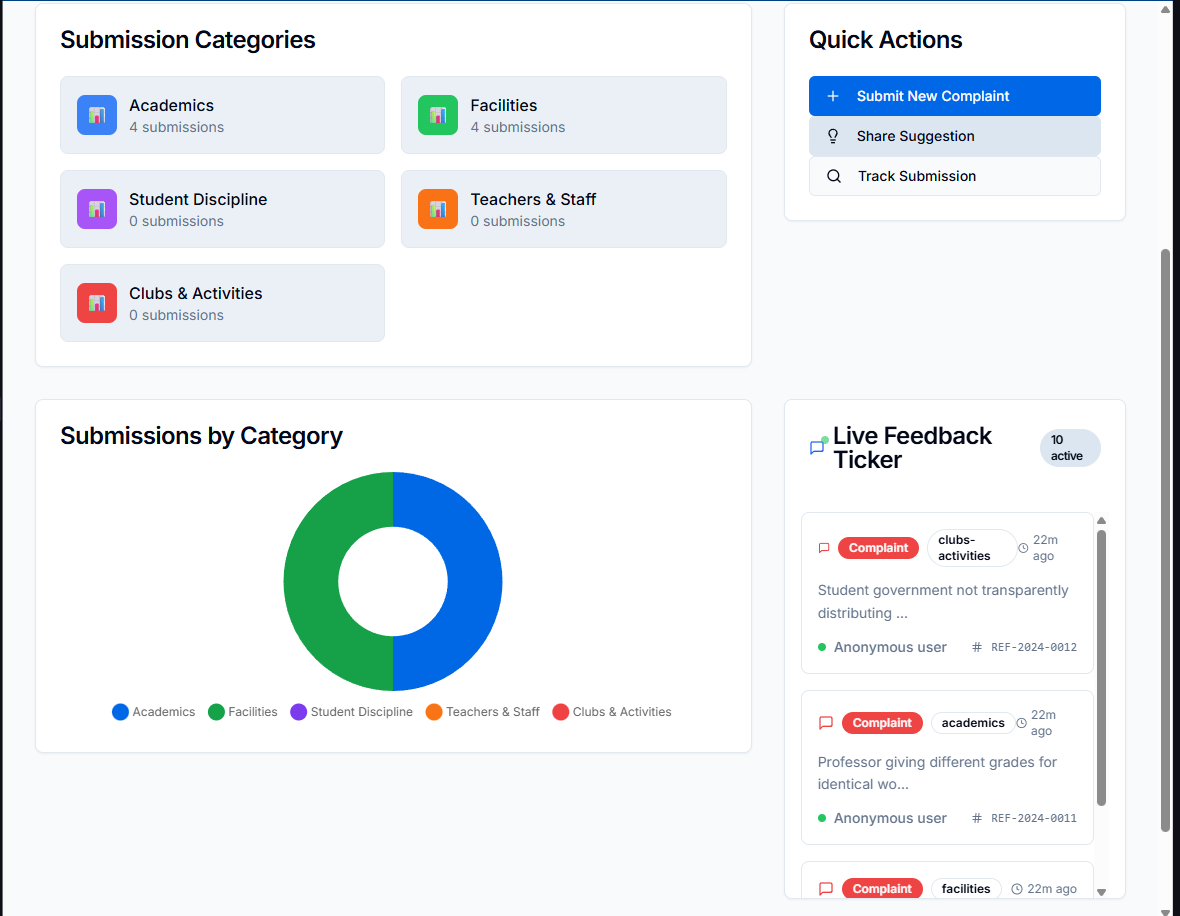 Submission Categories
Academics
4 submissions
Facilities
4 submissions
Student Discipline
0 submissions
Teachers & Staff
0 submissions
Clubs & Activities
0 submissions
Quick Actions
Submit New Complaint
Share Suggestion
Track Submission
Submissions by Category
Academics
Facilities
Student Discipline
Teachers & Staff
Clubs & Activities
Live Feedback
Ticker
10
active
Complaint
clubs-
activities
22m
ago
Student government not transparently
distributing ...
Anonymous user
# REF-2024-0012
Complaint
academics
22m
ago
Professor giving different grades for
identical wo...
Anonymous user
# REF-2024-0011
Complaint
facilities
22m ago